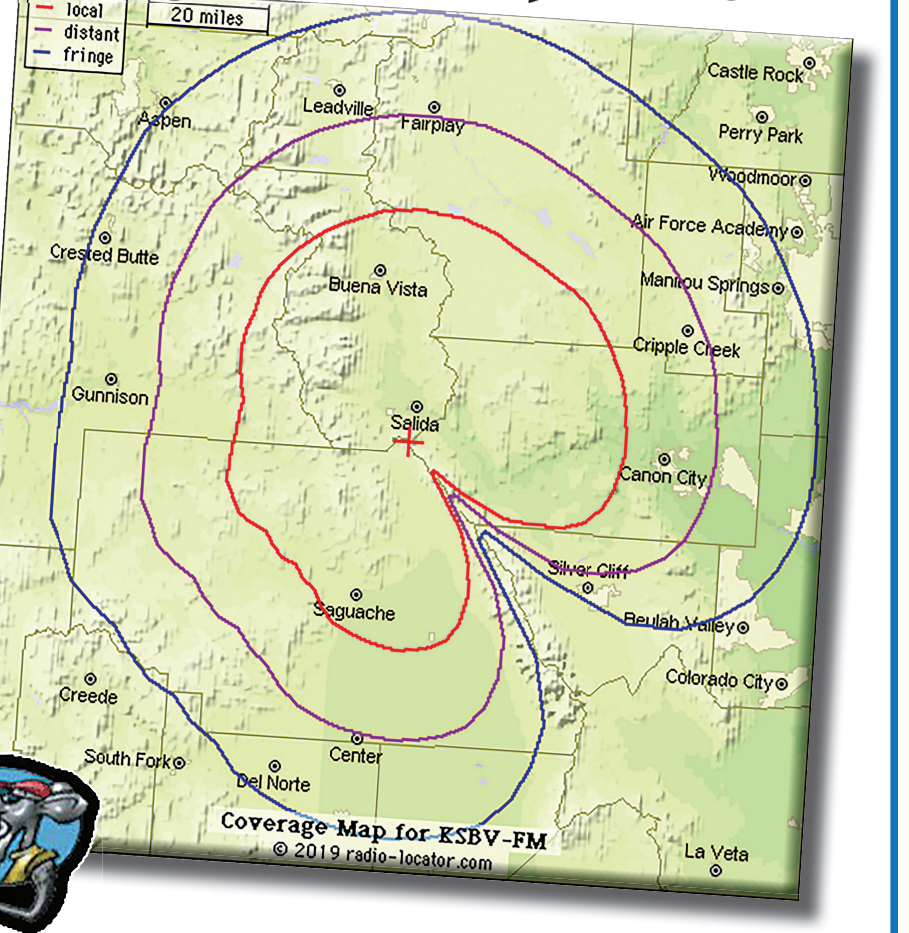 20 miles
local
distant
fringe
Castle Rock
Leadville
Fairplay
Aspen
Perry Park
Woodmoor
Air Force Academy
Crested Butte
Buena Vista
Manitou Springs
Cripple Creek
Gunnison
Salida
Canon City
Silver Cliff
Saguache
Beulah Valley
Creede
Colorado City
Center
South Fork
Del Norte
Coverage Map for KSBV-FM
© 2019 radio-locator.com
La Veta